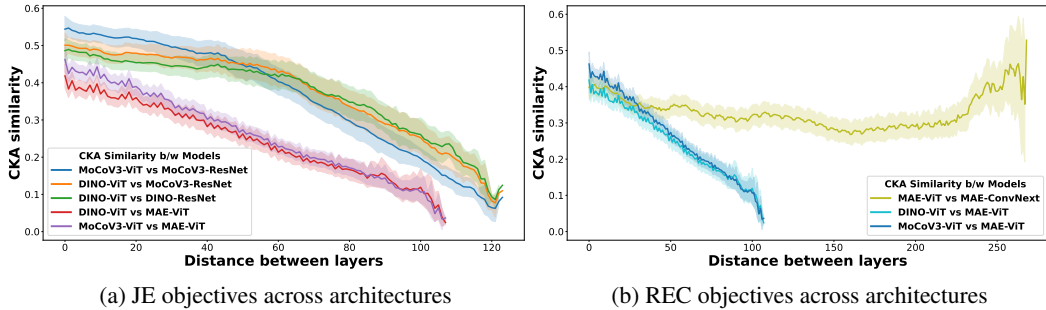 0.6
0.5
0.4
0.3
0.2
0.1
0.0
CKA similarity
CKA Similarity b/w Models
MoCoV3-ViT vs MoCoV3-ResNet
DINO-ViT vs MoCoV3-ResNet
DINO-ViT vs DINO-ResNet
DINO-ViT vs MAE-ViT
MoCoV3-ViT vs MAE-ViT
0 20 40 60 80 100 120
Distance between layers
(a) JE objectives across architectures
0.6
0.5
0.4
0.3
0.2
0.1
0.0
CKA similarity
CKA Similarity b/w Models
MAE-ViT vs MAE-ConvNext
DINO-ViT vs MAE-ViT
MoCoV3-ViT vs MAE-ViT
0 50 100 150 200 250
Distance between layers
(b) REC objectives across architectures